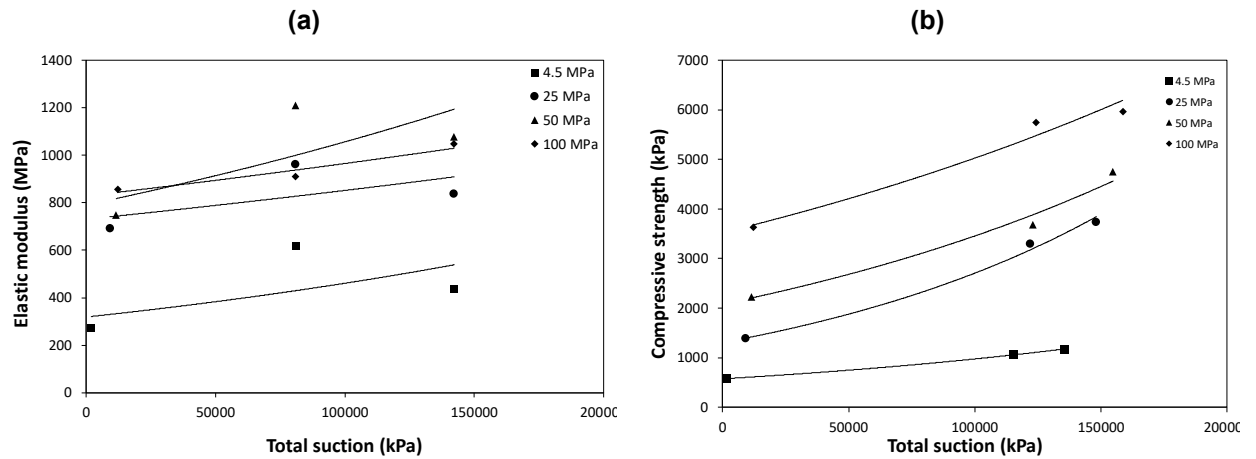 (a)
1400
1200
1000
800
600
400
200
0
Elastic modulus (MPa)
4.5 MPa
25 MPa
50 MPa
100 MPa
0
50000
100000
150000
20000
Total suction (kPa)
(b)
7000
6000
5000
4000
3000
2000
1000
0
Compressive strength (kPa)
4.5 MPa
25 MPa
50 MPa
100 MPa
0
50000
100000
150000
20000
Total suction (kPa)